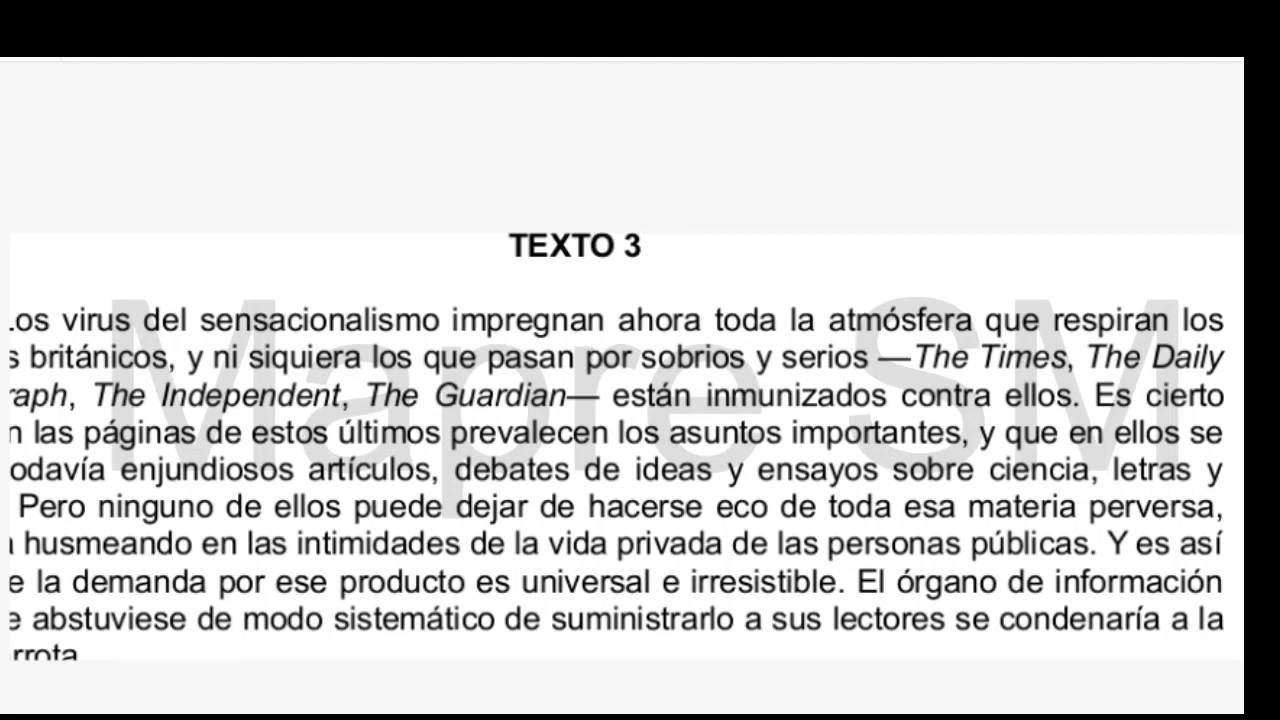 TEXTO 3
Mapre SM
os virus del sensacionalismo impregnan ahora toda la atmósfera que respiran los
británicos, y ni siquiera los que pasan por sobrios y serios —The Times, The Daily
raph, The Independent, The Guardian— están inmunizados contra ellos. Es cierto
n las páginas de estos últimos prevalecen los asuntos importantes, y que en ellos se
odavía enjundiosos artículos, debates de ideas y ensayos sobre ciencia, letras y
Pero ninguno de ellos puede dejar de hacerse eco de toda esa materia perversa,
husmeando en las intimidades de la vida privada de las personas públicas. Y es así
e la demanda por ese producto es universal e irresistible. El órgano de información
e abstuviese de modo sistemático de suministrarlo a sus lectores se condenaría a la
rrota